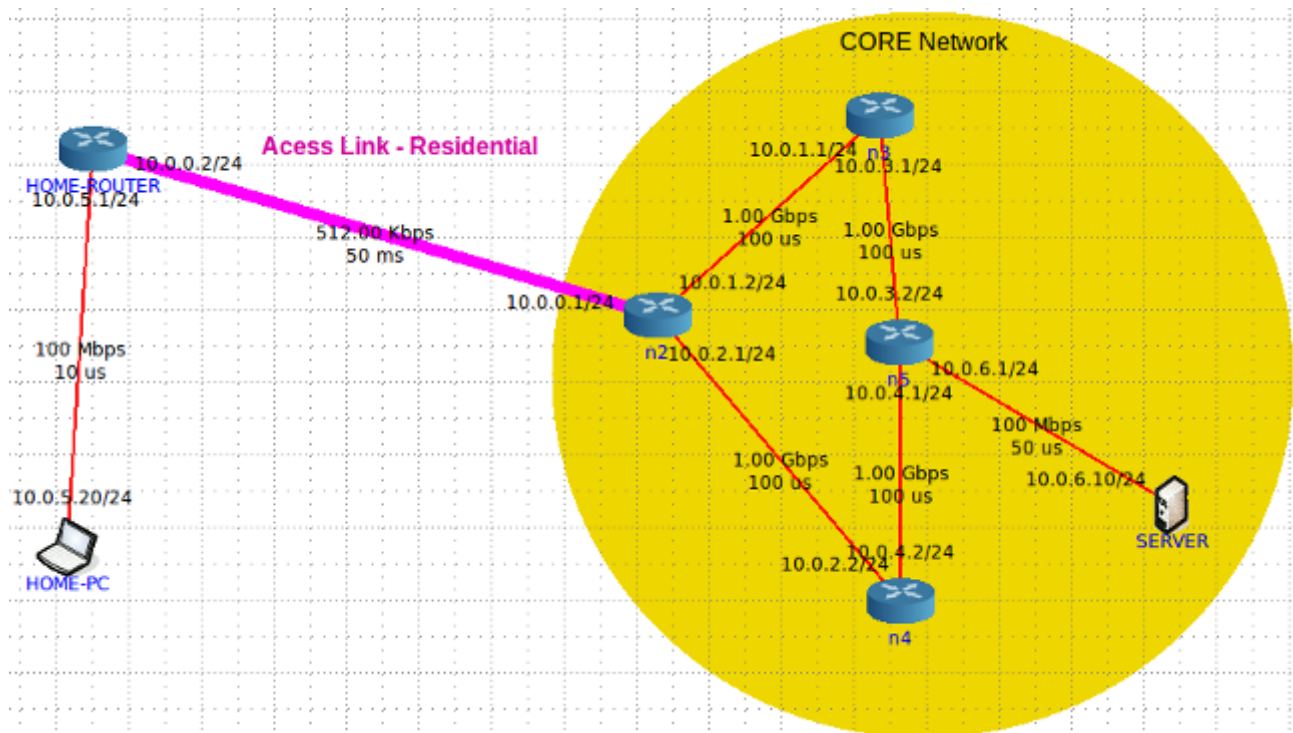 CORE Network
Acess Link - Residential
10.0.0.2/24
HOME-ROUTER
10.0.5.1/24
512.00 Kbps
50 ms
10.0.0.1/24
100 Mbps
10 us
10.0.5.20/24
HOME-PC
10.0.1.1/24
n3
10.0.3.1/24
1.00 Gbps
100 us
1.00 Gbps
100 us
10.0.1.2/24
10.0.3.2/24
n2
10.0.2.1/24
n5
10.0.6.1/24
10.0.4.1/24
100 Mbps
50 us
1.00 Gbps
100 us
1.00 Gbps
100 us
10.0.6.10/24
SERVER
10.0.4.2/24
10.0.2.2/24
n4